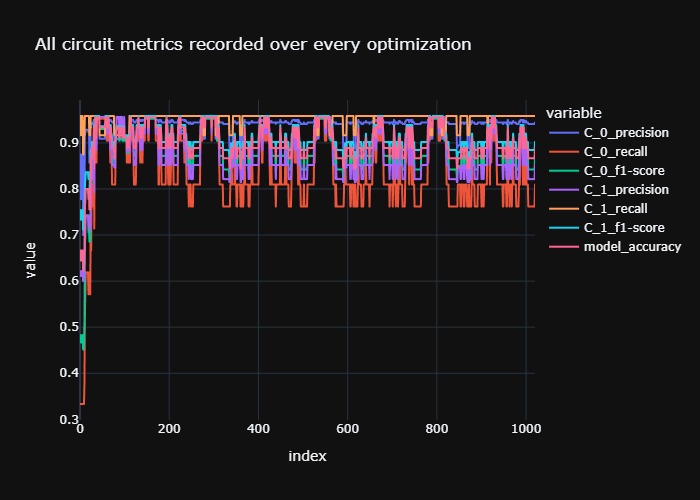 All circuit metrics recorded over every optimization
variable
C_0_precision
C_0_recall
C_0_f1-score
C_1_precision
C_1_recall
C_1_f1-score
model_accuracy
value
0.9
0.8
0.7
0.6
0.5
0.4
0.3
0 200 400 600 800 1000
index